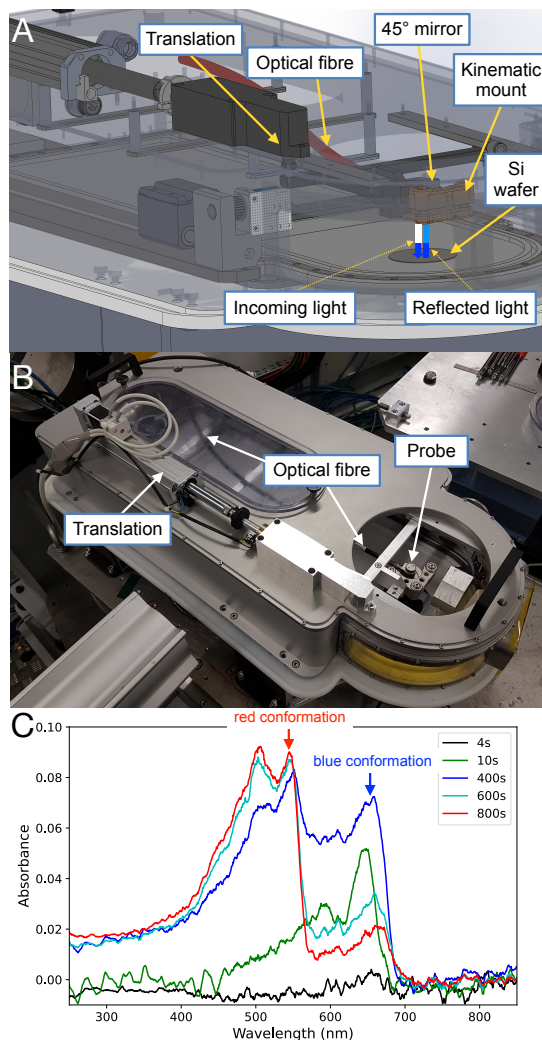 A
Translation
Optical fibre
45° mirror
Kinematic
mount
Si
wafer
Incoming light
Reflected light
B
Optical fibre
Probe
Translation
C
red conformation
blue conformation
4s
10s
400s
600s
800s
Absorbance
0.10
0.08
0.06
0.04
0.02
0.00
300
400
500
600
700
800
Wavelength (nm)